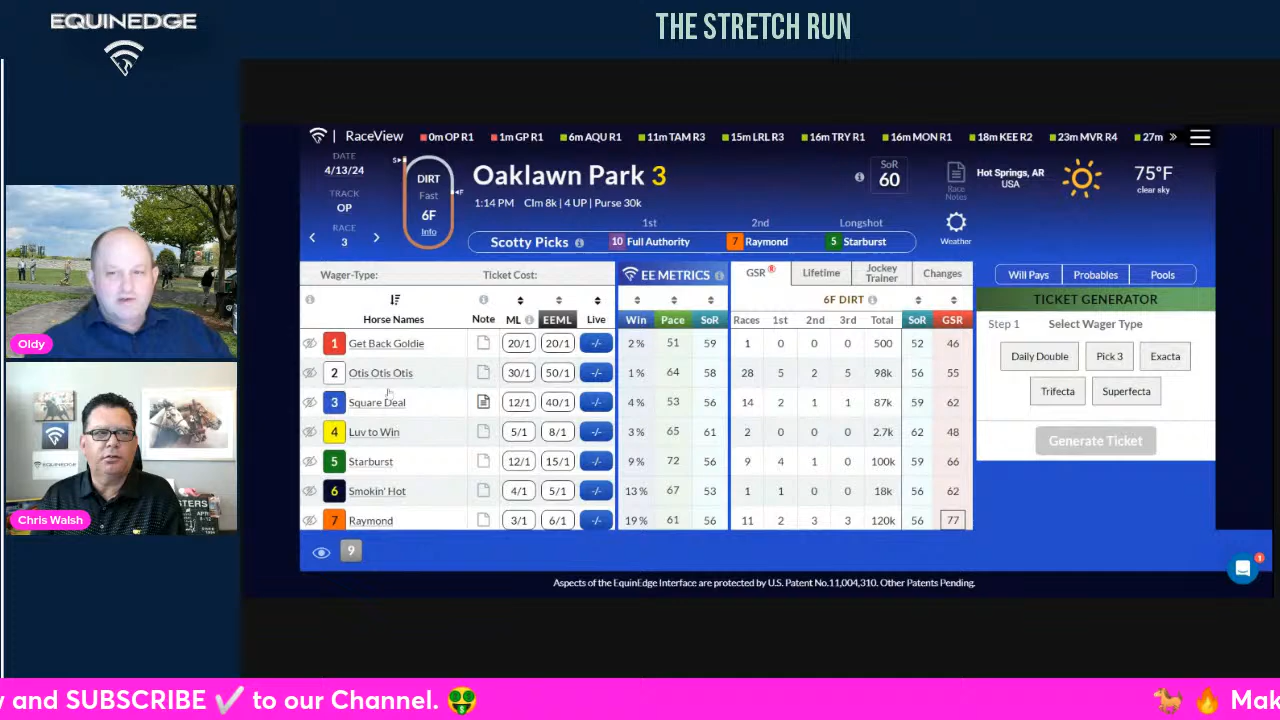 EQUINEDGE
THE STRETCH RUN
RaceView
0m OP R1
1m GP R1
6m AQU R1
11m TAM R3
15m LRL R3
16m TRY R1
16m MON R1
18m KEE R2
23m MVR R4
27m
DATE
4/13/24
TRACK
OP
RACE
3
DIRT
Fast
6F
Info
Oaklawn Park 3
1:14 PM Clm 8k | 4 UP | Purse 30k
SoR
60
Race Notes
Weather
Hot Springs, AR
USA
75°F
clear sky
1st 2nd Longshot
Scotty Picks 10 Full Authority 7 Raymond 5 Starburst
Wager-Type: Ticket Cost:
EE METRICS
GSR Lifetime Jockey Trainer Changes
6F DIRT
Horse Names Note ML EEML Live Win Pace SoR Races 1st 2nd 3rd Total SoR GSR
1 Get Back Goldie 20/1 20/1 -/- 2% 51 59 1 0 0 0 500 52 46
2 Otis Otis Otis 30/1 50/1 -/- 1% 64 58 28 5 2 5 98k 56 55
3 Square Deal 12/1 40/1 -/- 4% 53 56 14 2 1 1 87k 59 62
4 Luv to Win 5/1 8/1 -/- 3% 65 61 2 0 0 0 2.7k 62 48
5 Starburst 12/1 15/1 -/- 9% 72 56 9 4 1 0 100k 56 66
6 Smokin' Hot 4/1 5/1 -/- 13% 67 53 1 1 0 0 18k 56 62
7 Raymond 3/1 6/1 -/- 19% 61 56 11 2 3 3 120k 56 77
Will Pays Probables Pools
TICKET GENERATOR
Step 1 Select Wager Type
Daily Double Pick 3 Exacta
Trifecta Superfecta
Generate Ticket
9
Aspects of the EquinEdge Interface are protected by U.S. Patent No.11,004,310. Other Patents Pending.
1
Oldy
Chris Walsh
and SUBSCRIBE ✔️ to our Channel. 🤑 🐎 🔥 Mak